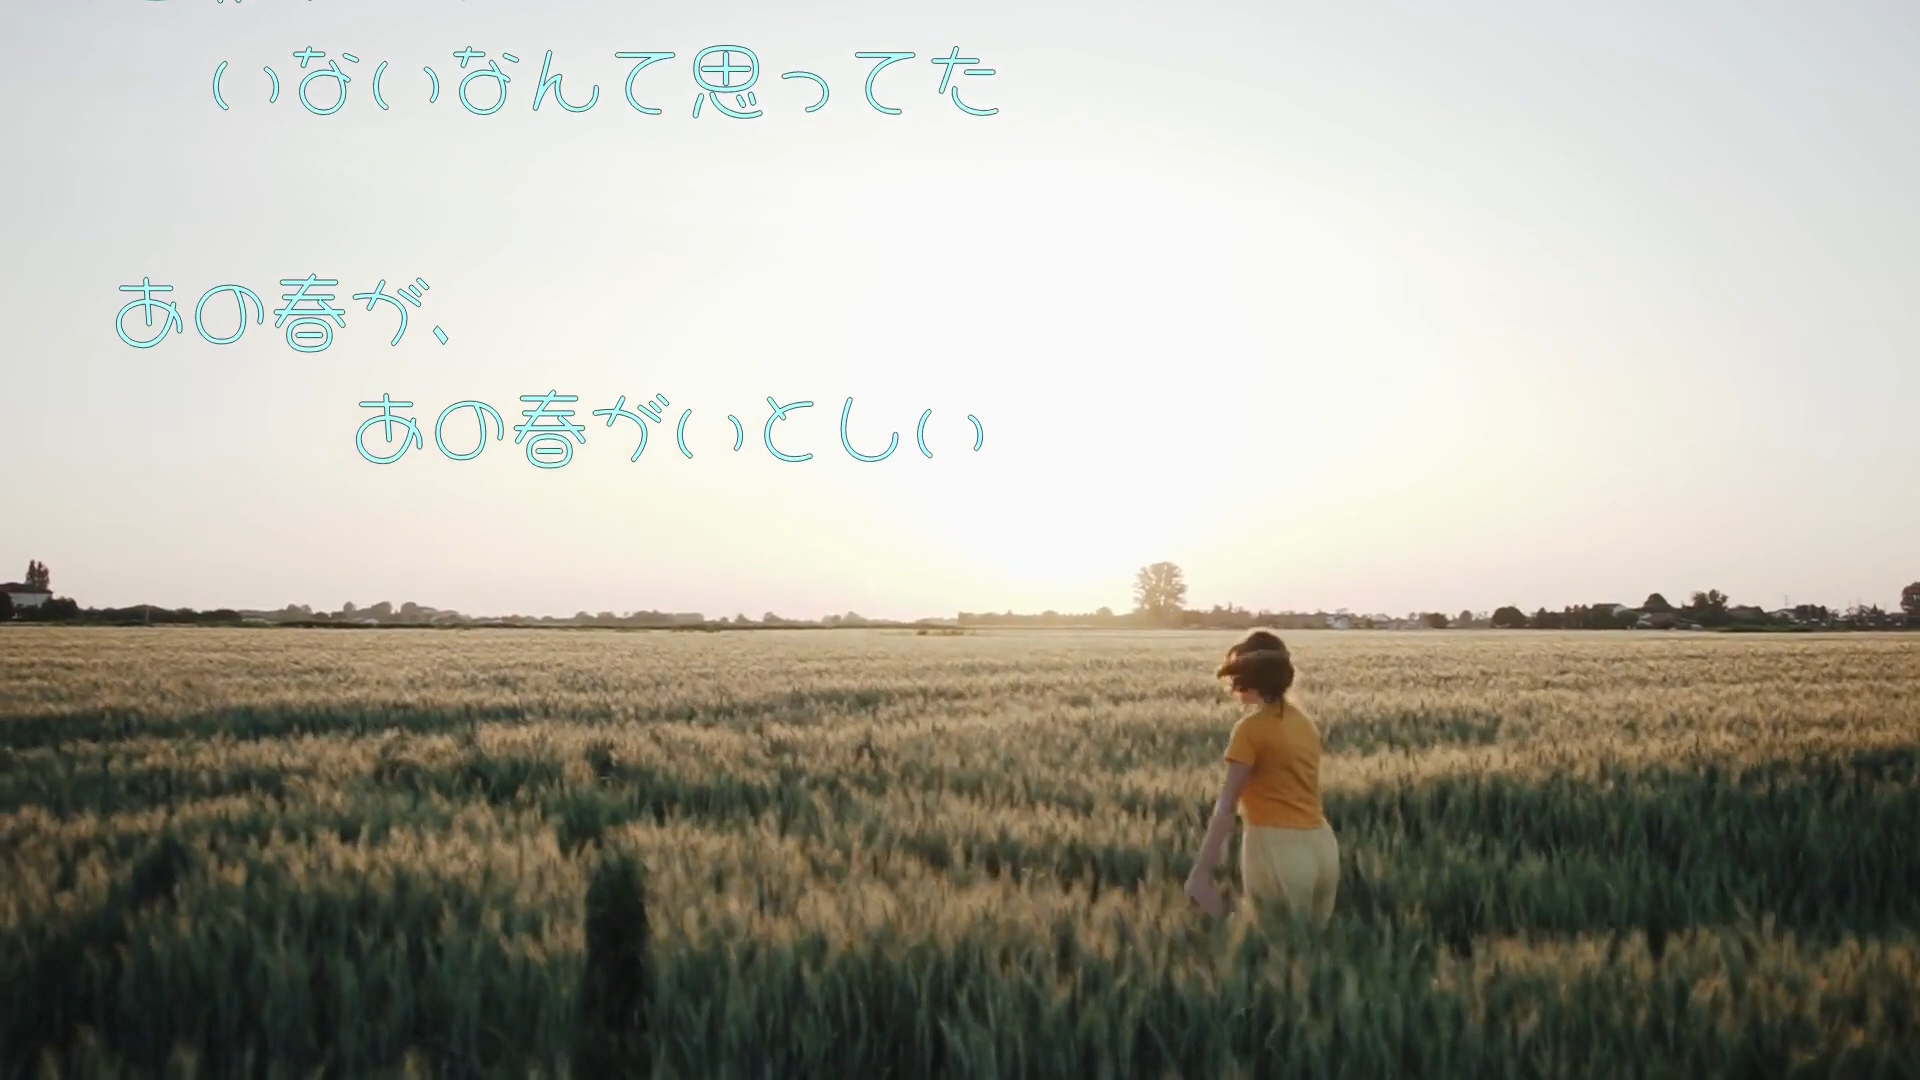 いないなんて思ってた
あの春が、
あの春がいとしい